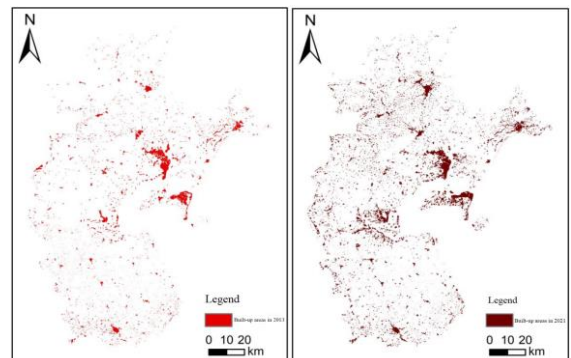 N
Legend
Built-up areas in 2013
0 10 20
km
N
Legend
Built-up areas in 2021
0 10 20
km